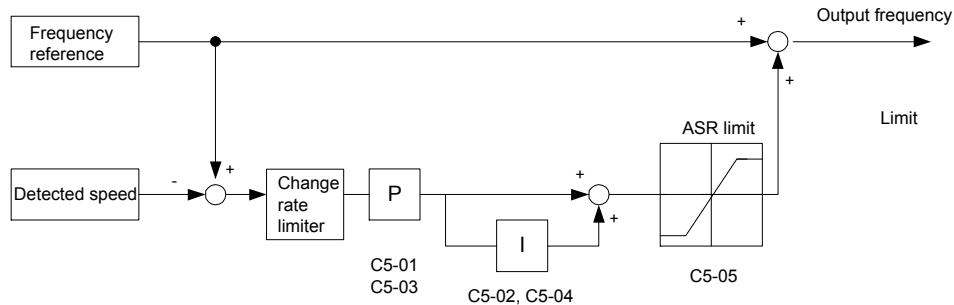 Output frequency
+
Frequency
reference
+
Limit
ASR limit
+
-
Detected speed
Change
rate
limiter
P
+
+
I
C5-01
C5-03
C5-02, C5-04
C5-05